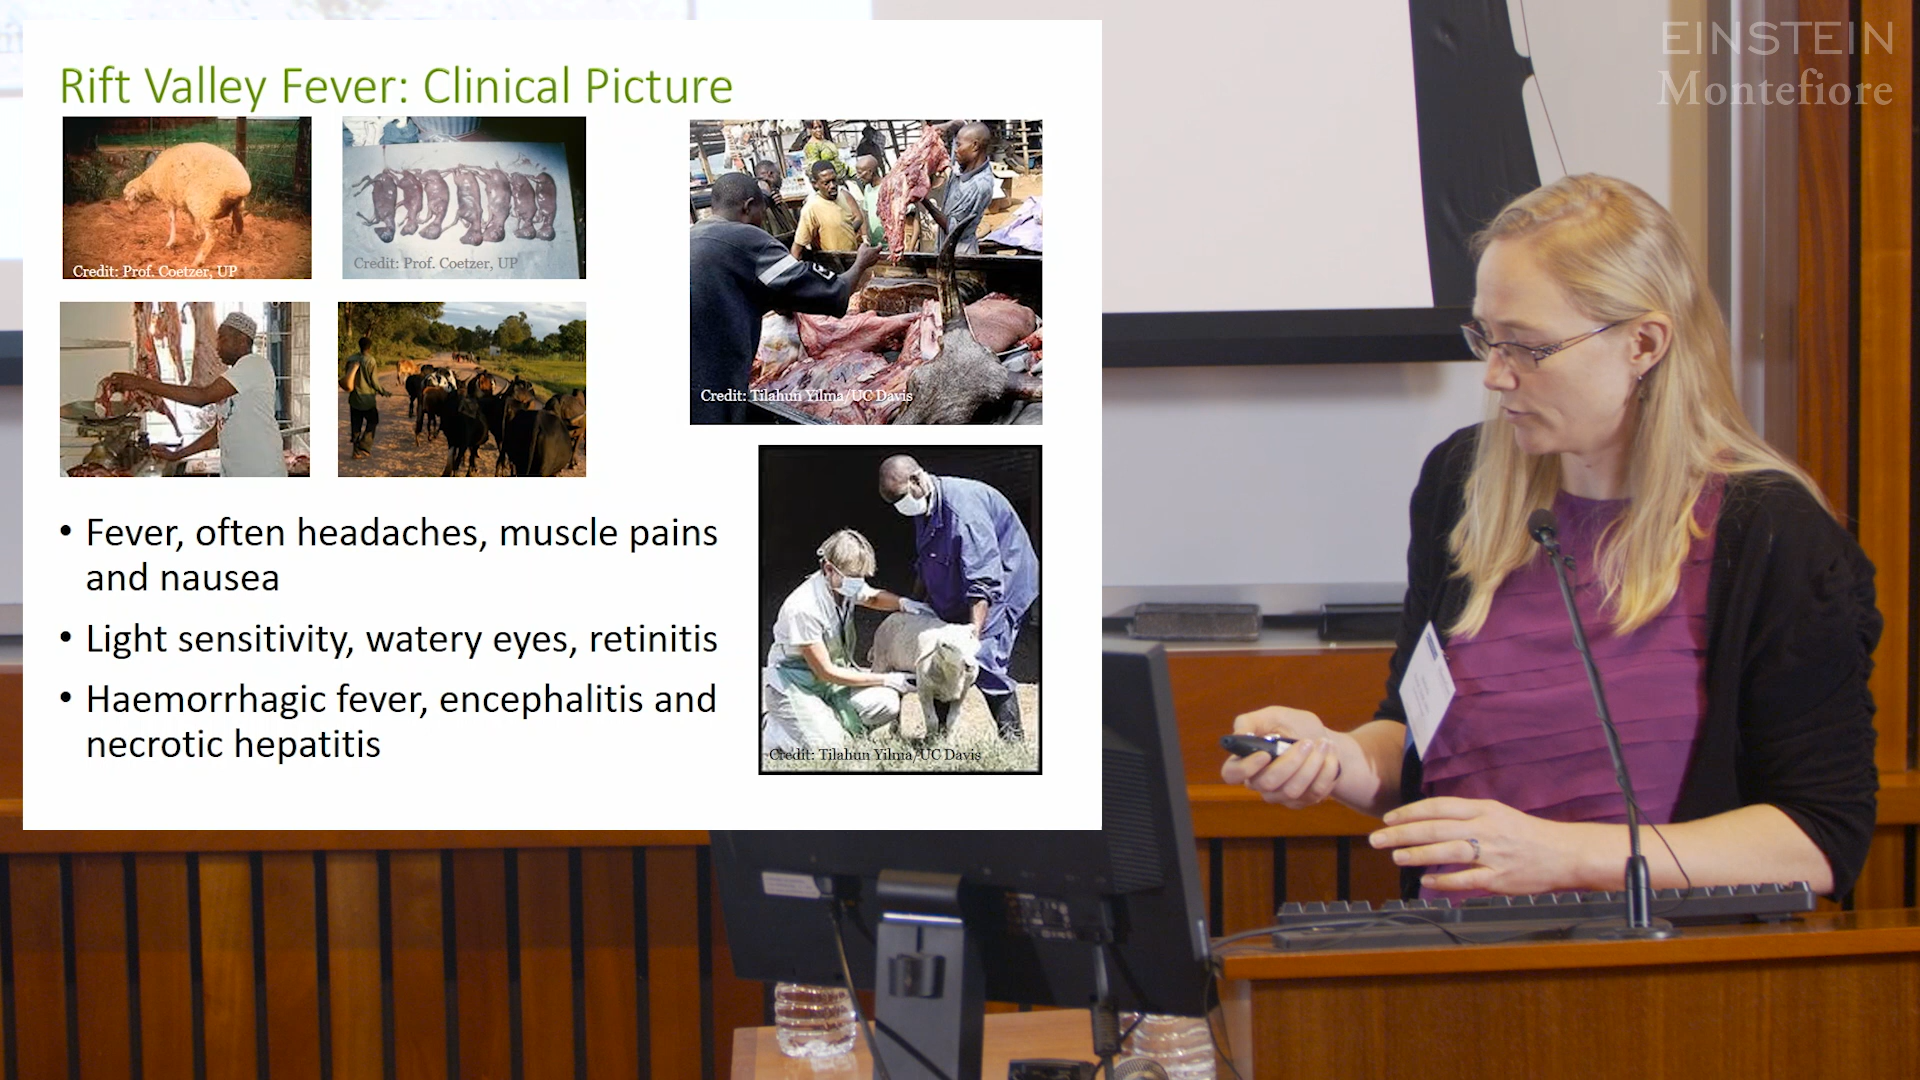 EINSTEIN
Montefiore
Rift Valley Fever: Clinical Picture
Credit: Prof. Coetzer, UP
Credit: Prof. Coetzer, UP
Credit: Tilahun Yilma/UC Davis
• Fever, often headaches, muscle pains
and nausea
• Light sensitivity, watery eyes, retinitis
• Haemorrhagic fever, encephalitis and
necrotic hepatitis
Credit: Tilahun Yilma/UC Davis